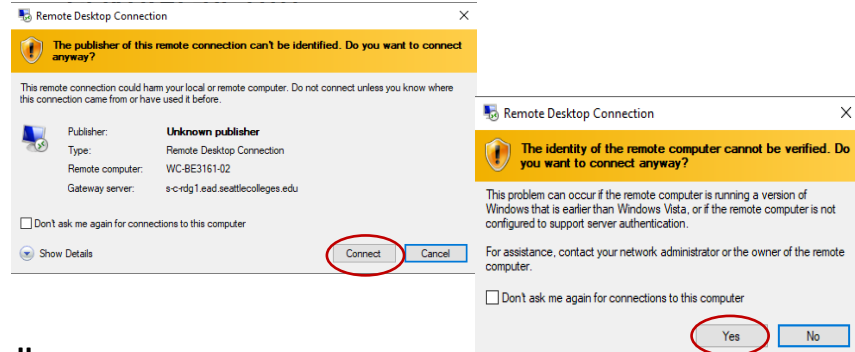 Remote Desktop Connection
The publisher of this remote connection can't be identified. Do you want to connect
anyway?
This remote connection could harm your local or remote computer. Do not connect unless you know where
this connection came from or have used it before.
Publisher: Unknown publisher
Type: Remote Desktop Connection
Remote computer: WC-BE3161-02
Gateway server: s-c-rdg1.ead.seattlecolleges.edu
Don't ask me again for connections to this computer
Show Details
Connect
Cancel
Remote Desktop Connection
The identity of the remote computer cannot be verified. Do
you want to connect anyway?
This problem can occur if the remote computer is running a version of
Windows that is earlier than Windows Vista, or if the remote computer is not
configured to support server authentication.
For assistance, contact your network administrator or the owner of the remote
computer.
Don't ask me again for connections to this computer
Yes
No